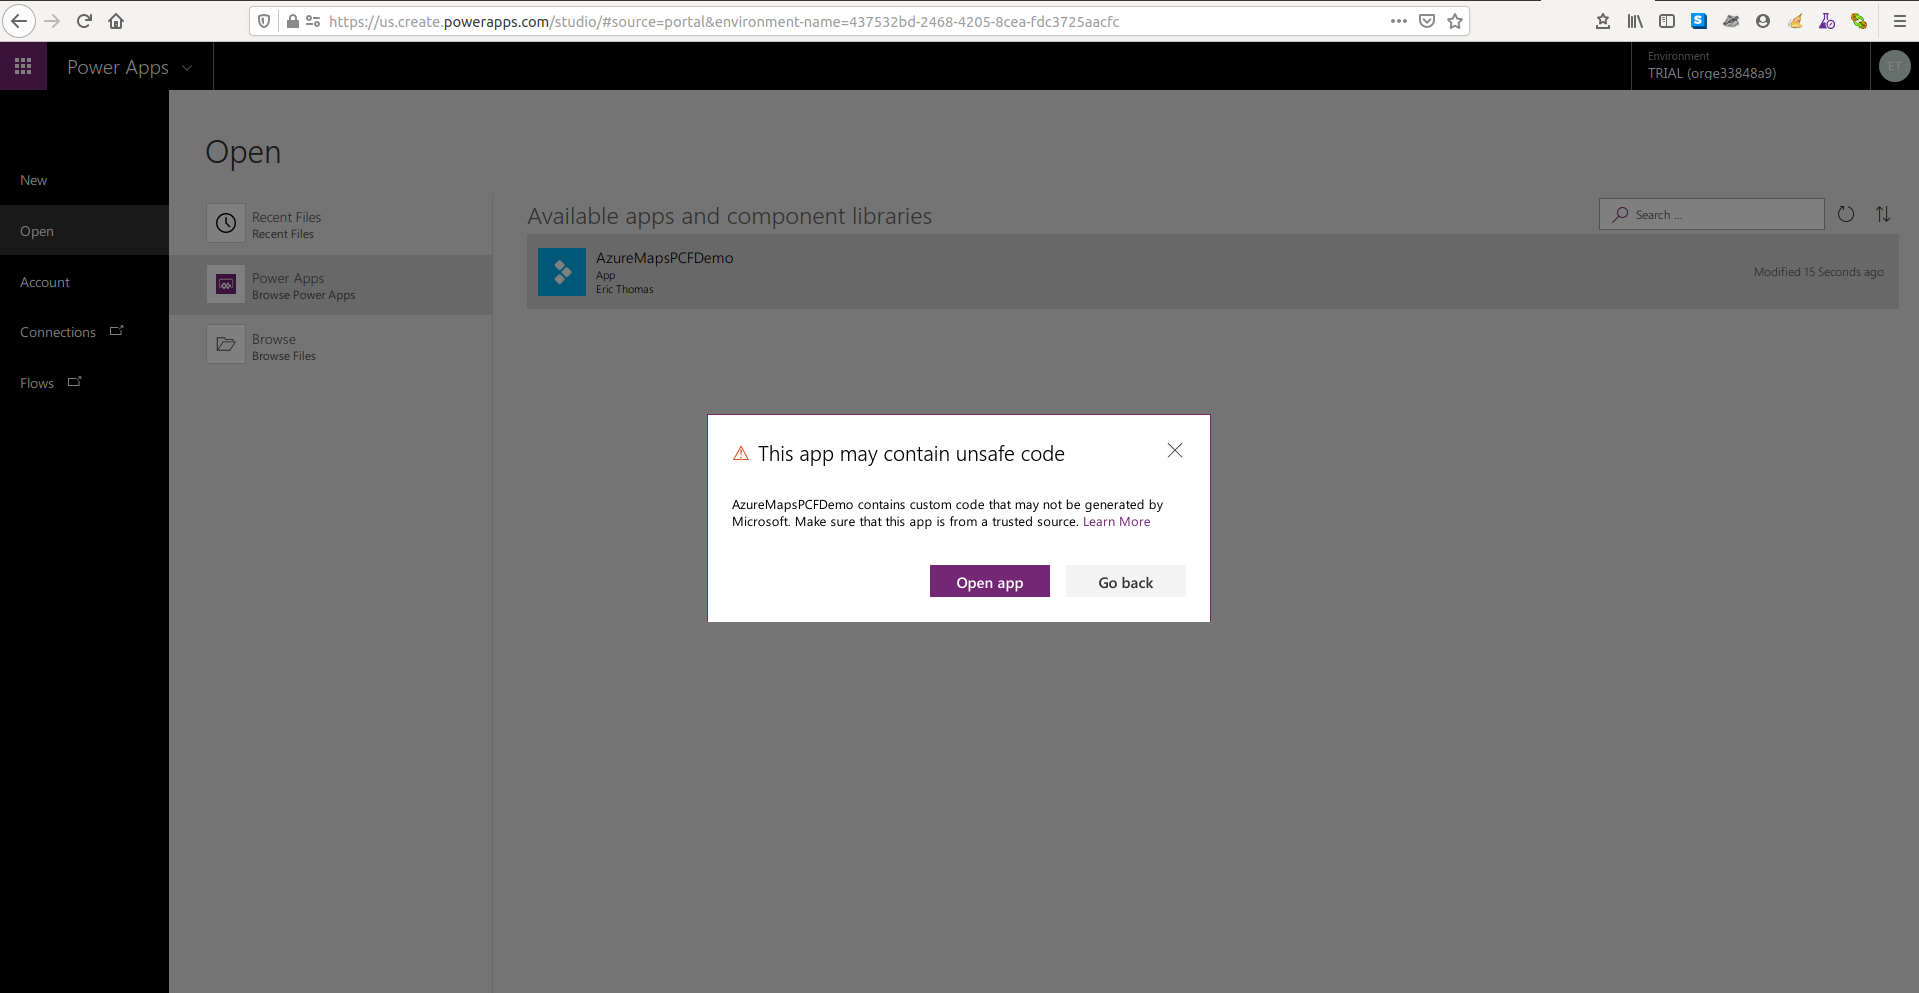 https://us.create.powerapps.com/studio/#source=portal&environment-name=437532bd-2468-4205-8cea-fdc3725aacfc
Power Apps
Environment
TRIAL (orge33848a9)
ET
Open
New
Open
Account
Connections
Flows
Recent Files
Recent Files
Power Apps
Browse Power Apps
Browse
Browse Files
Available apps and component libraries
Search ...
AzureMapsPCFDemo
App
Eric Thomas
Modified 15 Seconds ago
This app may contain unsafe code
AzureMapsPCFDemo contains custom code that may not be generated by
Microsoft. Make sure that this app is from a trusted source. Learn More
Open app
Go back